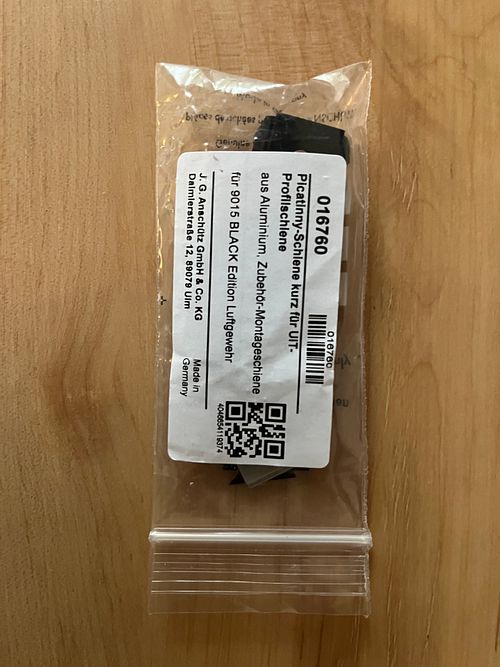 016760
016760
Picatinny-Schiene kurz für UIT-
Profilschiene
aus Aluminium, Zubehör-Montageschiene
für 9015 BLACK Edition Luftgewehr
4048654119374
J. G. Anschütz GmbH & Co. KG
Daimlerstraße 12, 89079 Ulm
Made in
Germany